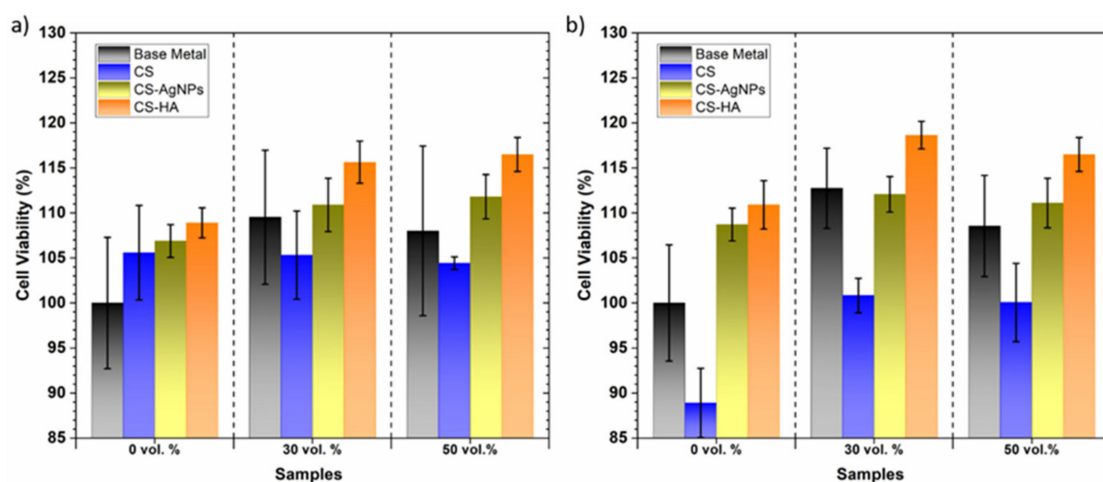 a)
130
125
120
115
110
105
100
95
90
85
Cell Viability (%)
Base Metal
CS
CS-AgNPs
CS-HA
0 vol. %
30 vol. %
50 vol.%
Samples
b)
130
125
120
115
110
105
100
95
90
85
Cell Viability (%)
Base Metal
CS
CS-AgNPs
CS-HA
0 vol. %
30 vol. %
50 vol.%
Samples